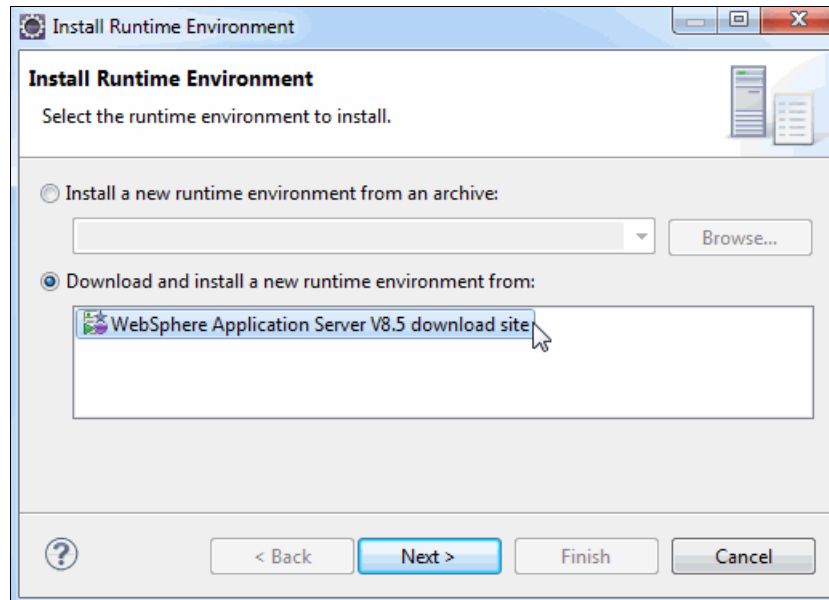 Install Runtime Environment
Install Runtime Environment
Select the runtime environment to install.
Install a new runtime environment from an archive:
Browse...
Download and install a new runtime environment from:
WebSphere Application Server V8.5 download site
?
< Back Next > Finish Cancel